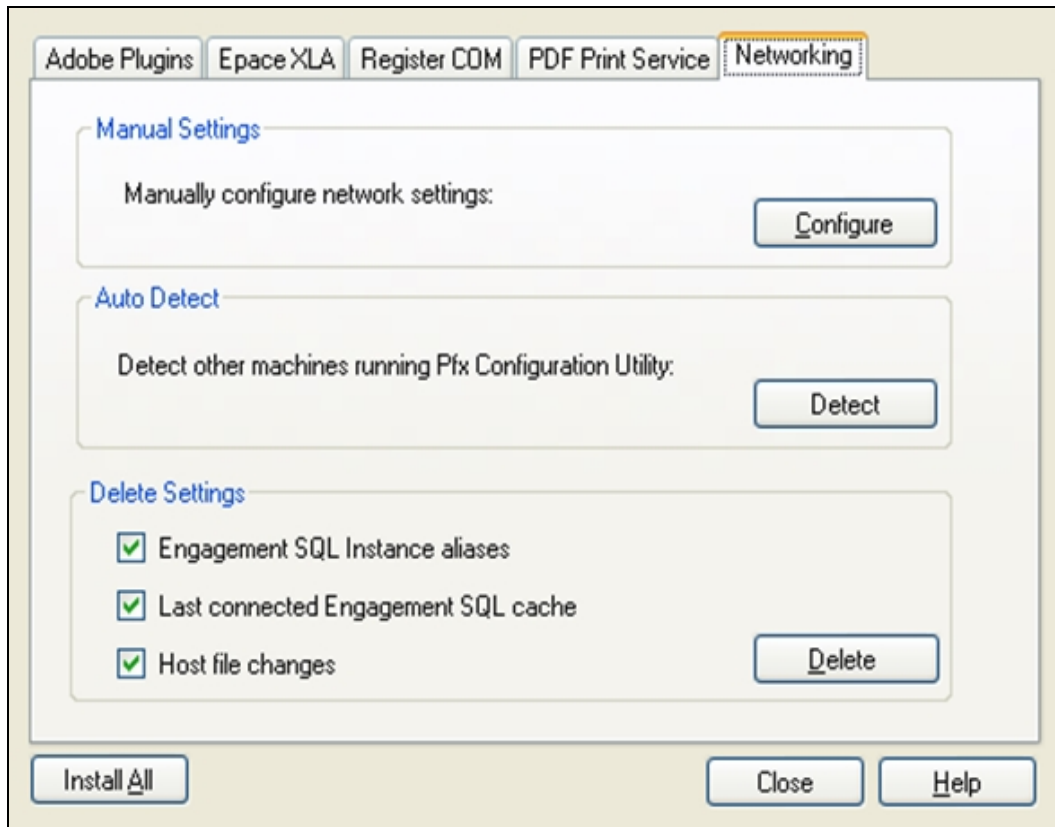 Adobe Plugins Epace XLA Register COM PDF Print Service Networking
Manual Settings
Manually configure network settings:
Configure
Auto Detect
Detect other machines running Pfx Configuration Utility:
Detect
Delete Settings
Engagement SQL Instance aliases
Last connected Engagement SQL cache
Host file changes
Delete
Install All Close Help